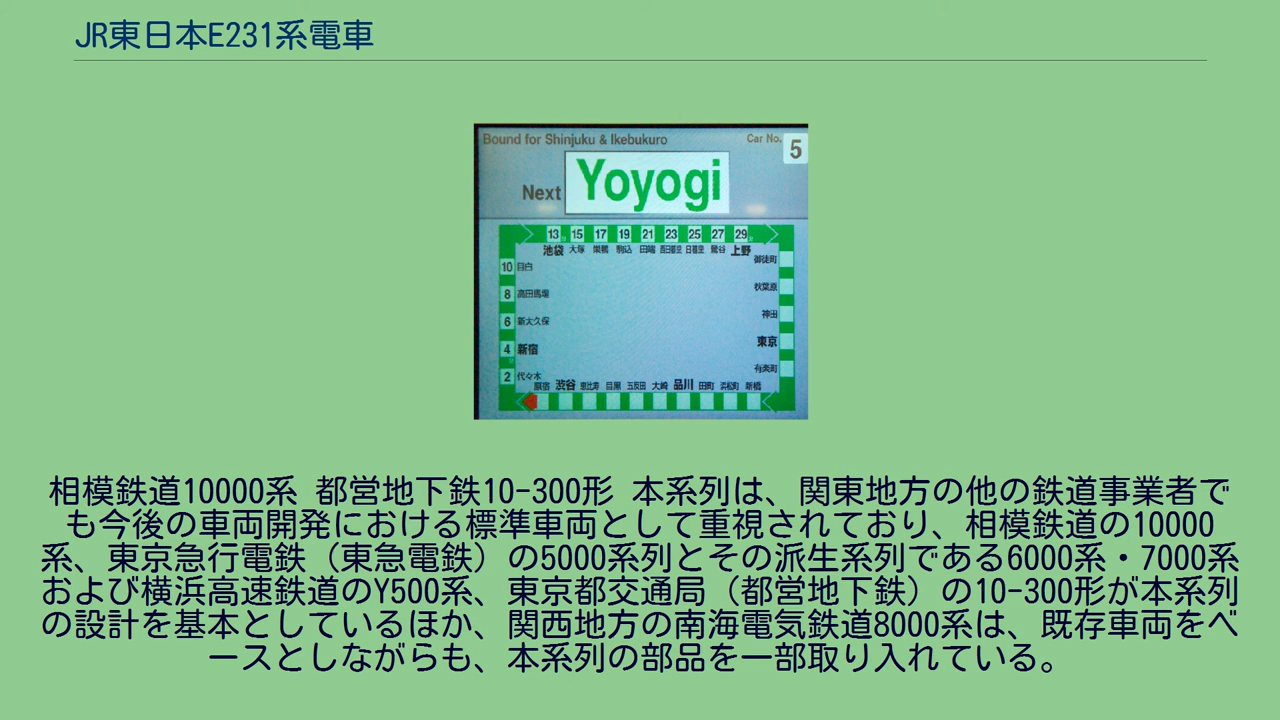 JR東日本E231系電車
Bound for Shinjuku & Ikebukuro
Car No. 5
Next Yoyogi
13 15 17 19 21 23 25 27 29
池袋 大塚 巣鴨 駒込 田端 西日暮里 日暮里 鶯谷 上野
御徒町
10 目白
秋葉原
8 高田馬場
神田
6 新大久保
東京
4 新宿
有楽町
2 代々木
原宿 渋谷 恵比寿 目黒 五反田 大崎 品川 田町 浜松町 新橋
相模鉄道10000系 都営地下鉄10-300形 本系列は、関東地方の他の鉄道事業者で
も今後の車両開発における標準車両として重視されており、相模鉄道の10000
系、東京急行電鉄（東急電鉄）の5000系列とその派生系列である6000系・7000系
および横浜高速鉄道のY500系、東京都交通局（都営地下鉄）の10-300形が本系列
の設計を基本としているほか、関西地方の南海電気鉄道8000系は、既存車両をベ
ースとしながらも、本系列の部品を一部取り入れている。